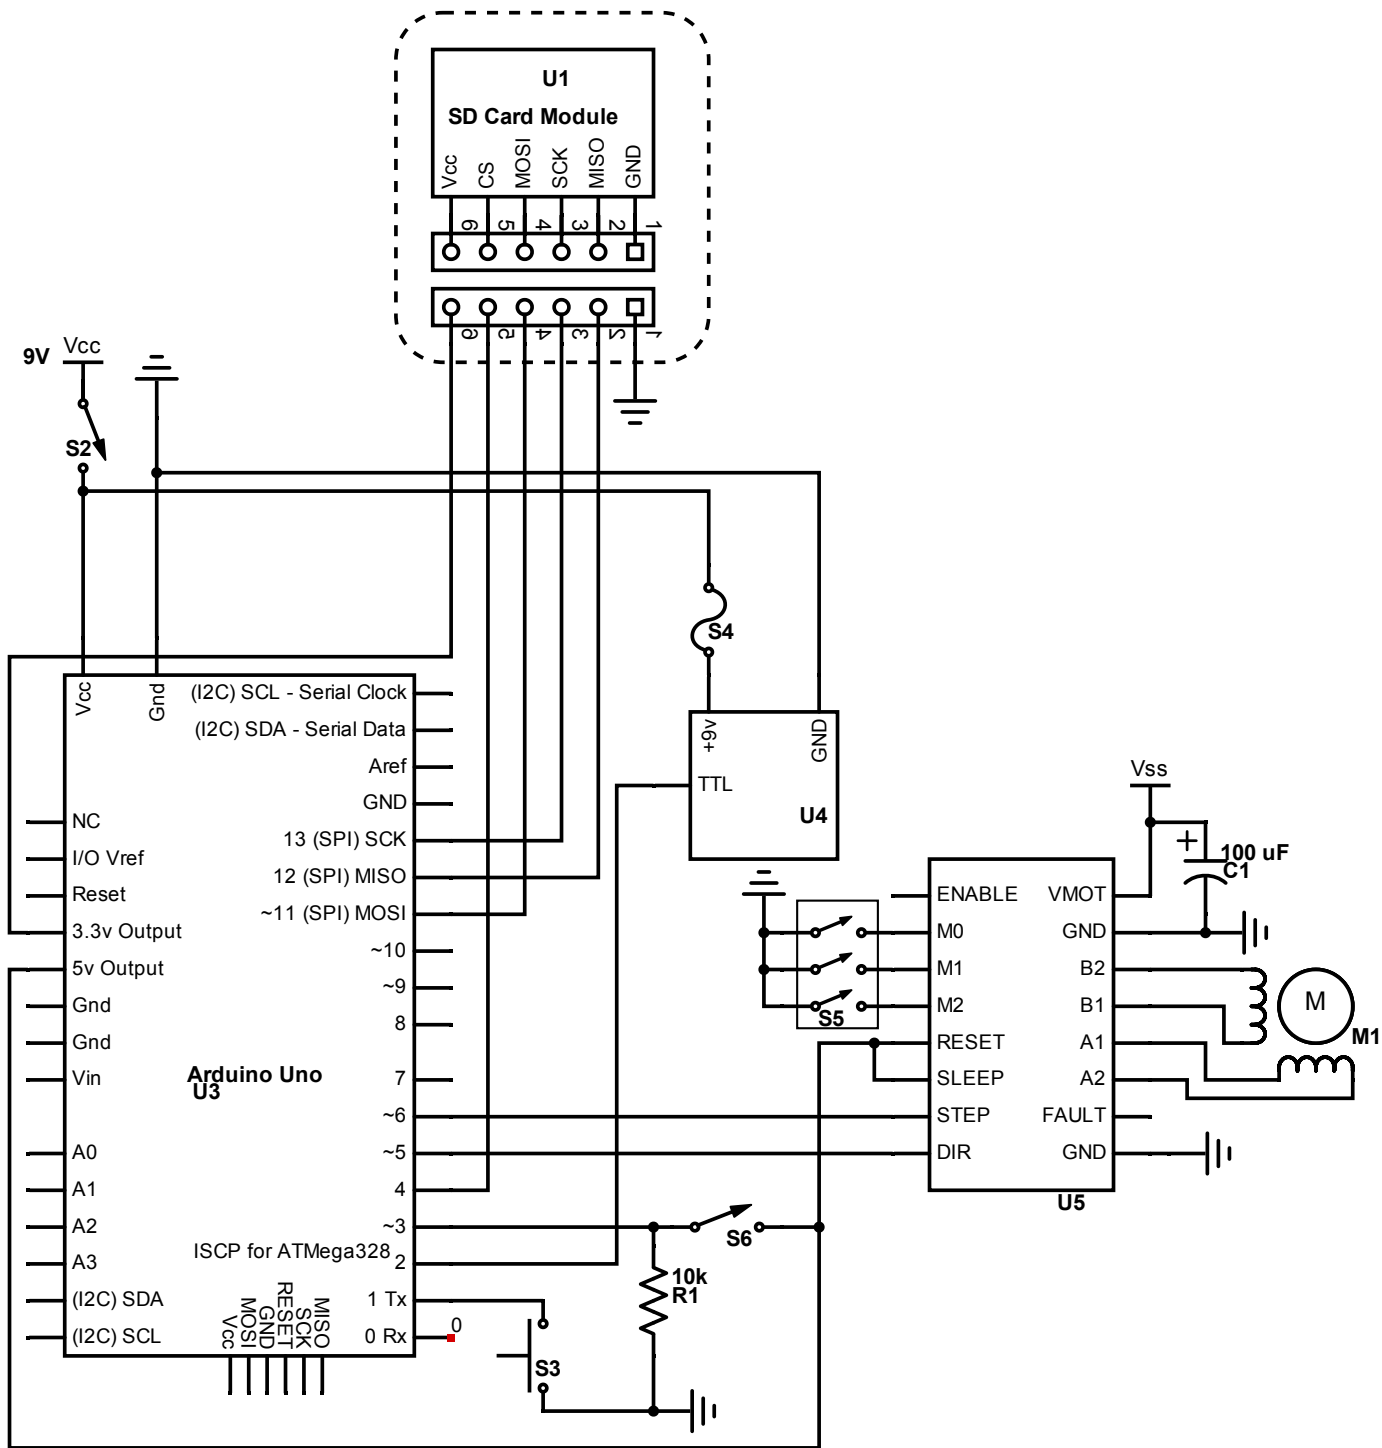 U1
SD Card Module
Vcc
CS
MOSI
SCK
MISO
GND
6
5
4
3
2
1
6
5
4
3
2
1
9V
Vcc
S2
S4
Vcc
Gnd
(I2C) SCL - Serial Clock
(I2C) SDA - Serial Data
Aref
GND
13 (SPI) SCK
12 (SPI) MISO
~11 (SPI) MOSI
~10
~9
8
7
~6
~5
4
~3
2
1 Tx
0 Rx
0
NC
I/O Vref
Reset
3.3v Output
5v Output
Gnd
Gnd
Vin
A0
A1
A2
A3
(I2C) SDA
(I2C) SCL
Arduino Uno
U3
ISCP for ATMega328
Vcc
MOSI
GND
RESET
SCK
MISO
+9v
GND
TTL
U4
S5
Vss
+
100 uF
C1
ENABLE
M0
M1
M2
RESET
SLEEP
STEP
DIR
VMOT
GND
B2
B1
A1
A2
FAULT
GND
U5
M
M1
S6
10k
R1
S3